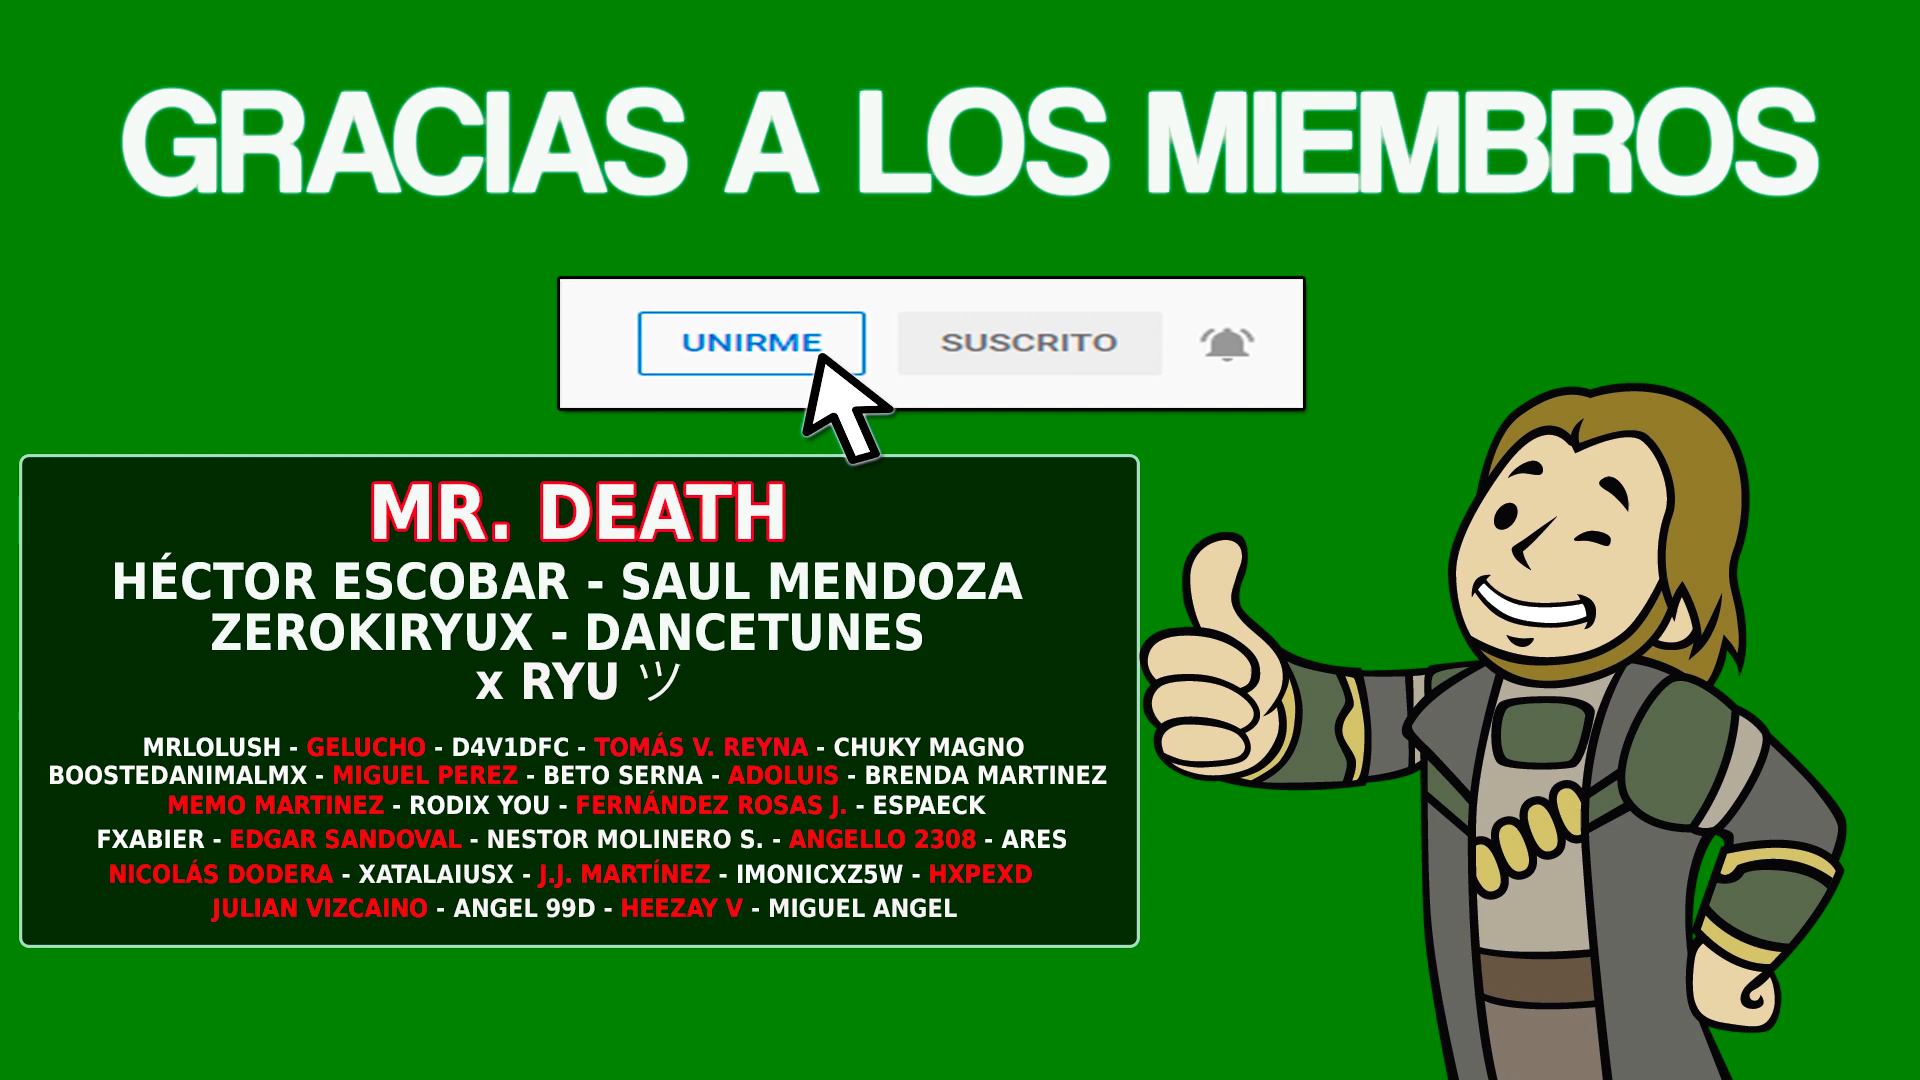 GRACIAS A LOS MIEMBROS
UNIRME SUSCRITO
MR. DEATH
HÉCTOR ESCOBAR - SAUL MENDOZA
ZEROKIRYUX - DANCETUNES
x RYU ツ
MRLOLUSH - GELUCHO - D4V1DFC - TOMÁS V. REYNA - CHUKY MAGNO
BOOSTEDANIMALMX - MIGUEL PEREZ - BETO SERNA - ADOLUIS - BRENDA MARTINEZ
MEMO MARTINEZ - RODIX YOU - FERNÁNDEZ ROSAS J. - ESPAECK
FXABIER - EDGAR SANDOVAL - NESTOR MOLINERO S. - ANGELLO 2308 - ARES
NICOLÁS DODERA - XATALAIUSX - J.J. MARTÍNEZ - IMONICXZ5W - HXPEXD
JULIAN VIZCAINO - ANGEL 99D - HEEZAY V - MIGUEL ANGEL